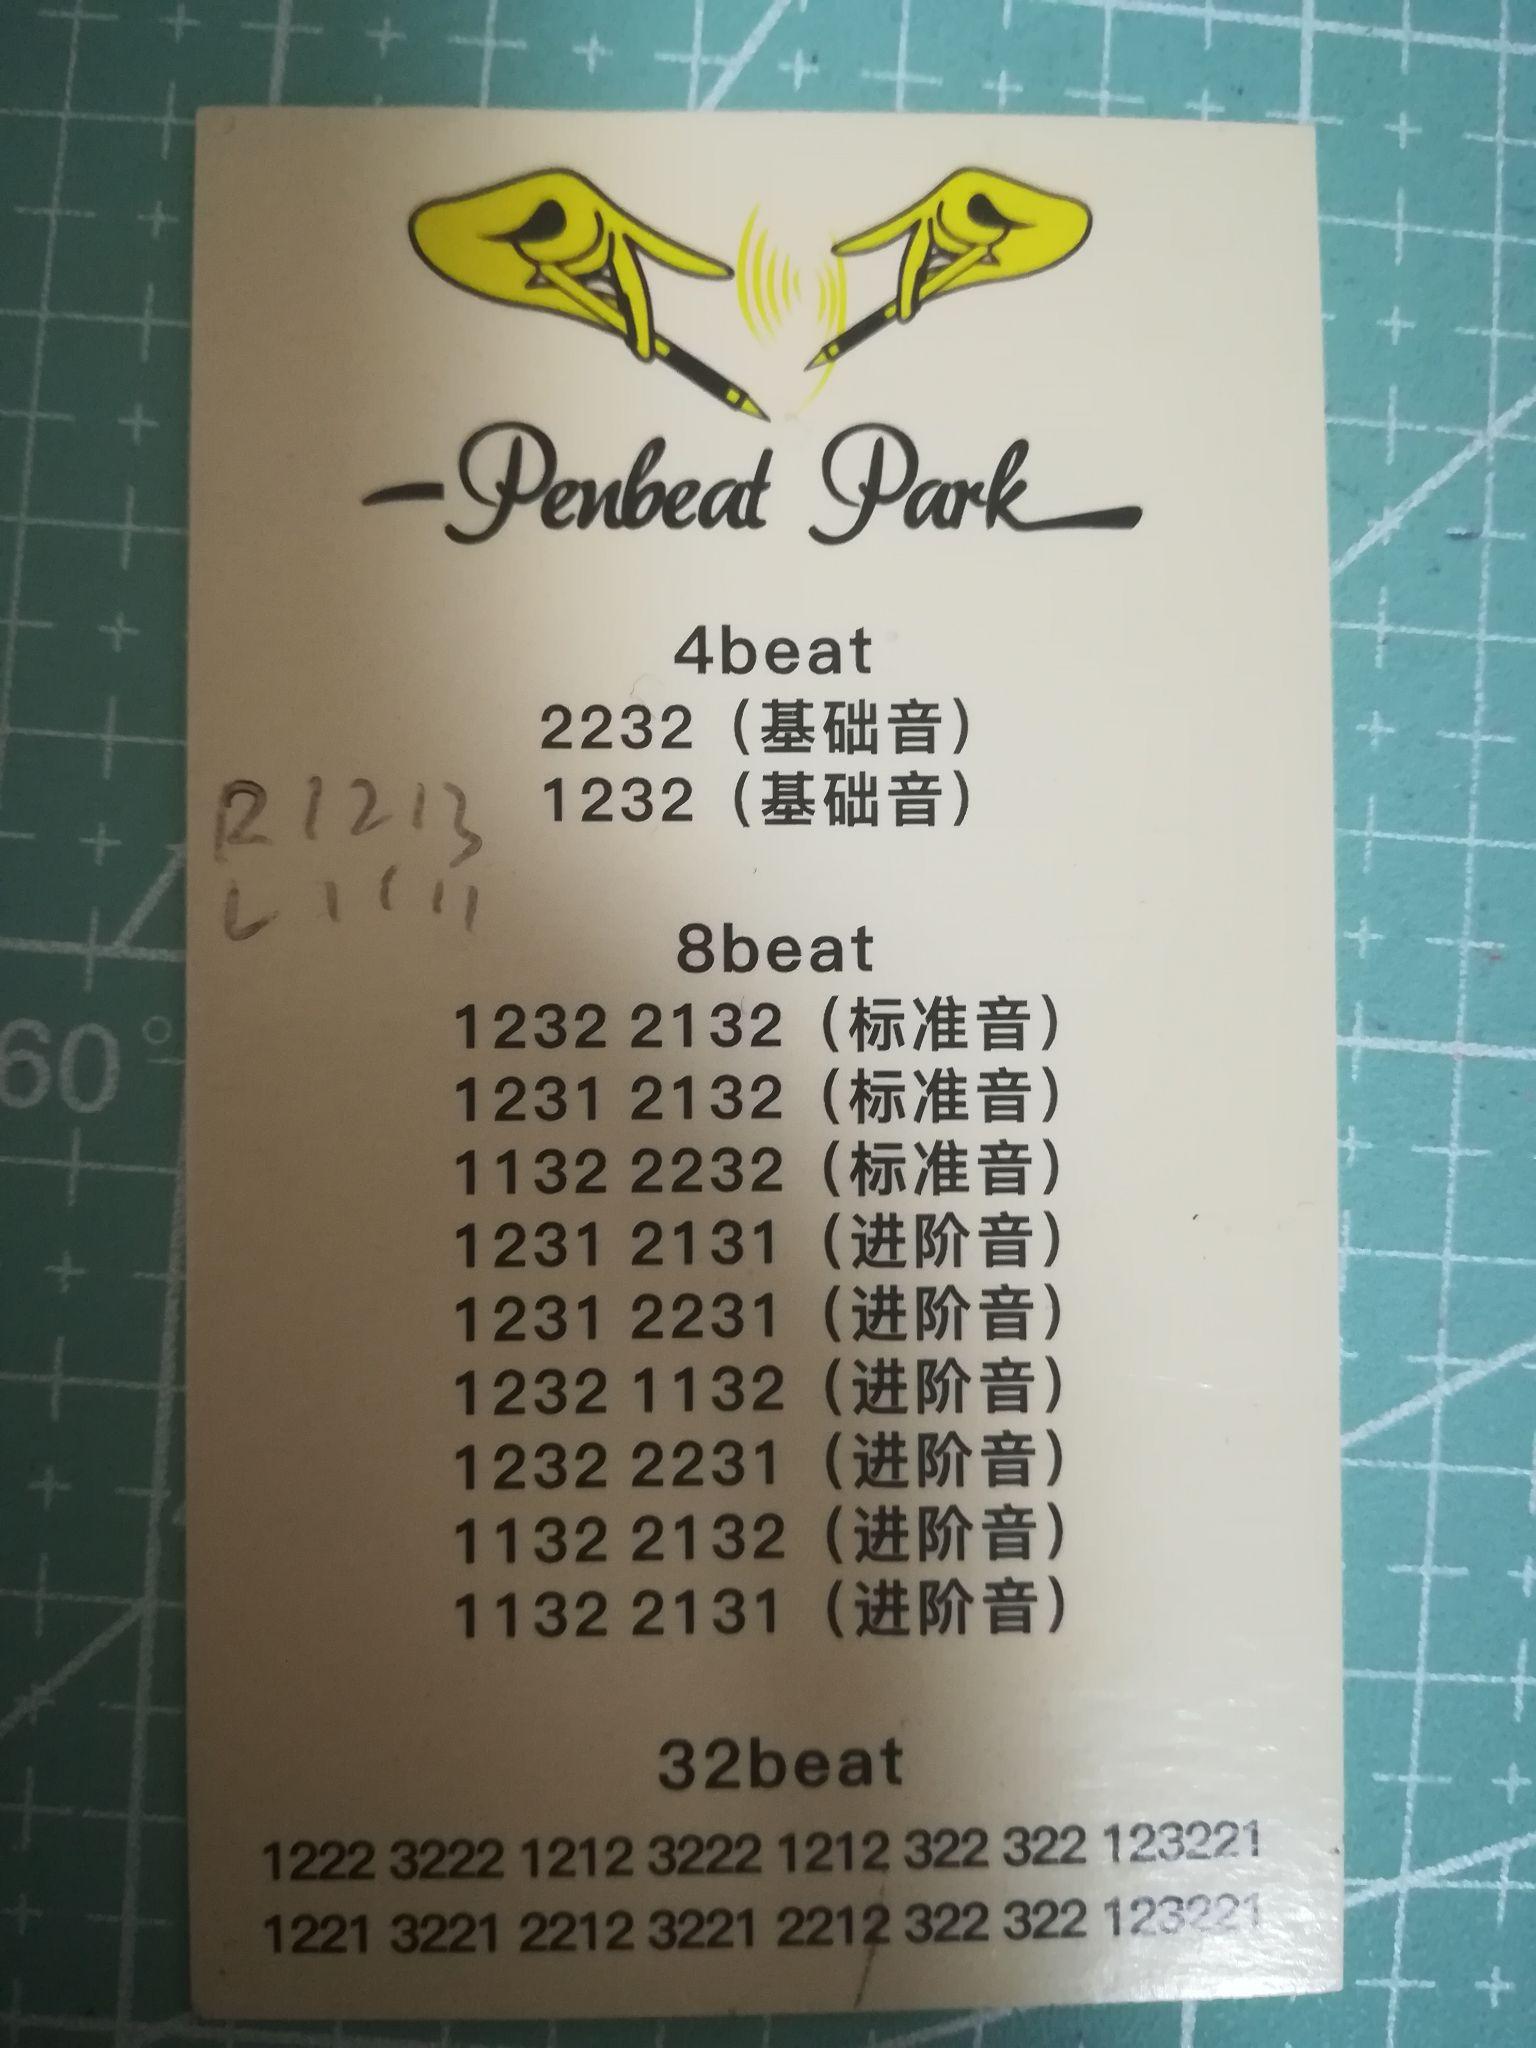 Penbeat Park
4beat
2232（基础音）
1232（基础音）
R 1213
L 1111
8beat
1232 2132（标准音）
1231 2132（标准音）
1132 2232（标准音）
1231 2131（进阶音）
1231 2231（进阶音）
1232 1132（进阶音）
1232 2231（进阶音）
1132 2132（进阶音）
1132 2131（进阶音）
60°
32beat
1222 3222 1212 3222 1212 322 322 123221
1221 3221 2212 3221 2212 322 322 123221